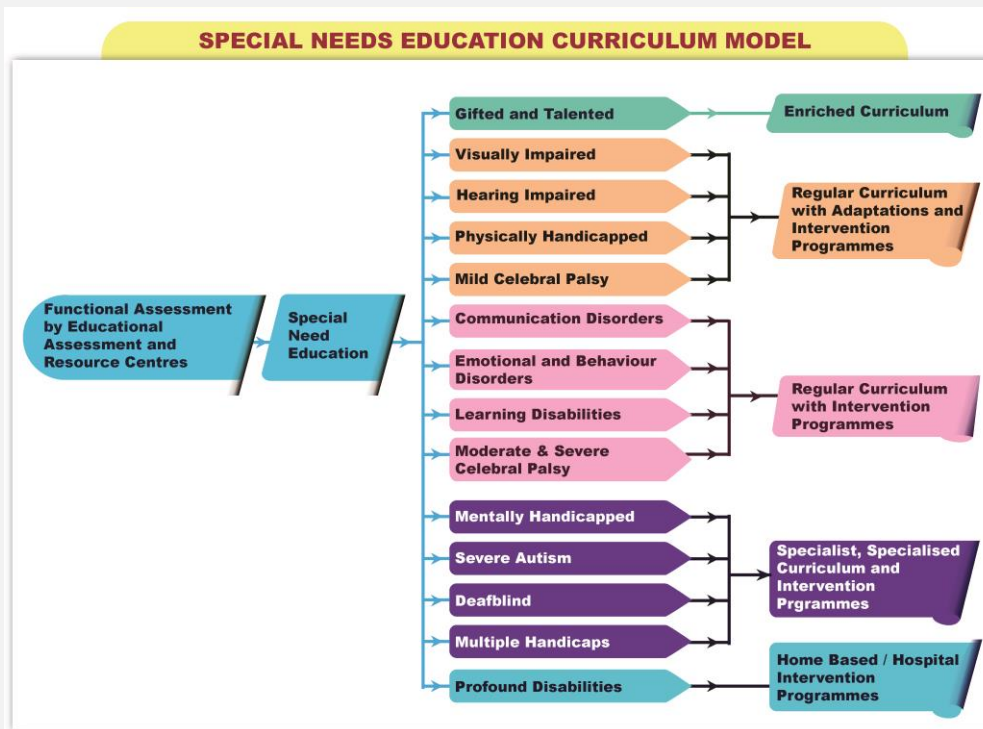 SPECIAL NEEDS EDUCATION CURRICULUM MODEL
Functional Assessment
by Educational
Assessment and
Resource Centres
Special
Need
Education
Gifted and Talented
Visually Impaired
Hearing Impaired
Physically Handicapped
Mild Celebral Palsy
Communication Disorders
Emotional and Behaviour
Disorders
Learning Disabilities
Moderate & Severe
Celebral Palsy
Mentally Handicapped
Severe Autism
Deafblind
Multiple Handicaps
Profound Disabilities
Enriched Curriculum
Regular Curriculum
with Adaptations and
Intervention
Programmes
Regular Curriculum
with Intervention
Programmes
Specialist, Specialised
Curriculum and
Intervention
Prgrammes
Home Based / Hospital
Intervention
Programmes